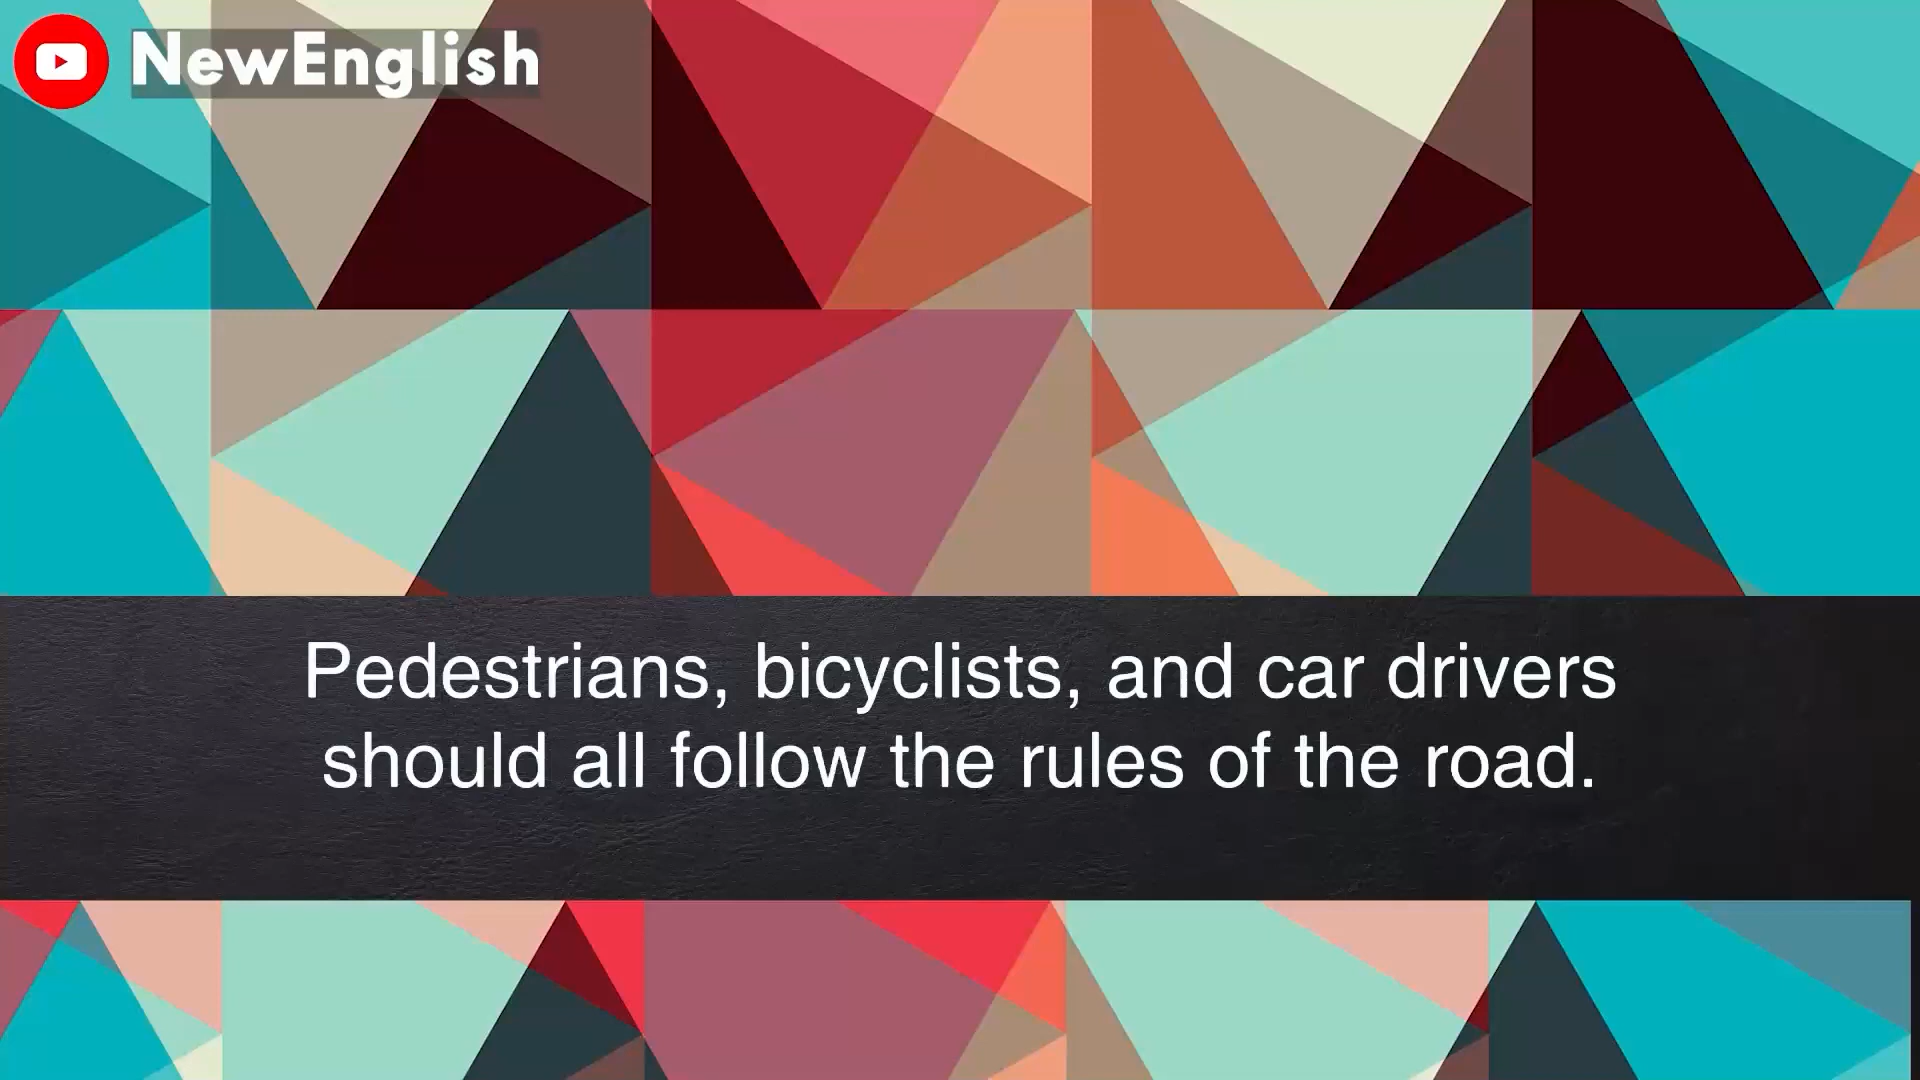 NewEnglish
Pedestrians, bicyclists, and car drivers
should all follow the rules of the road.